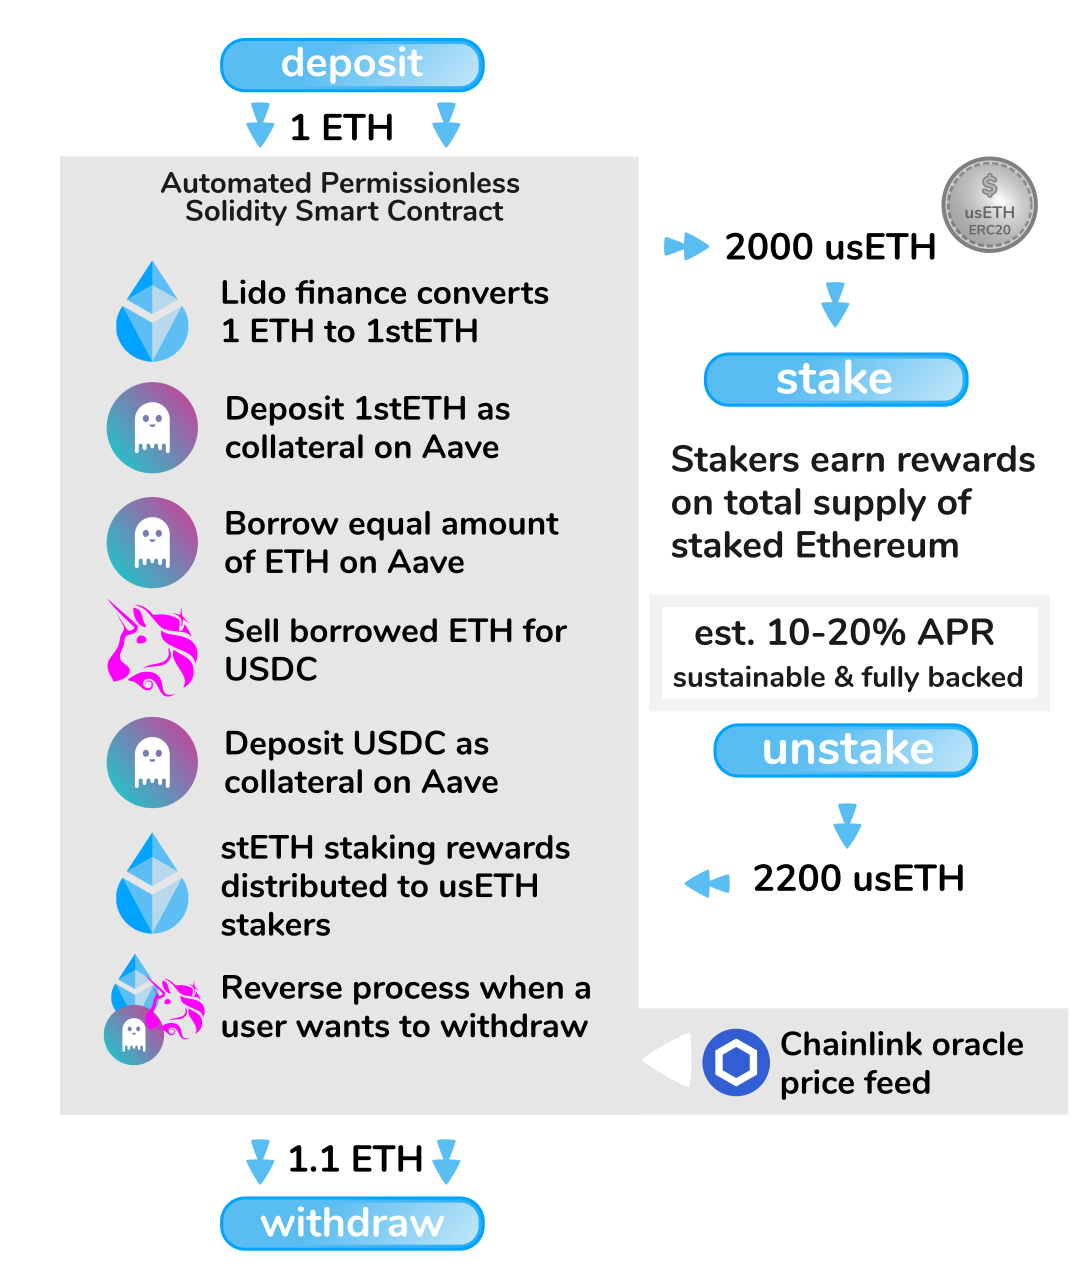 deposit
1 ETH
Automated Permissionless
Solidity Smart Contract
Lido finance converts
1 ETH to 1stETH
Deposit 1stETH as
collateral on Aave
Borrow equal amount
of ETH on Aave
Sell borrowed ETH for
USDC
Deposit USDC as
collateral on Aave
stETH staking rewards
distributed to usETH
stakers
Reverse process when a
user wants to withdraw
$
usETH
ERC20
2000 usETH
stake
Stakers earn rewards
on total supply of
staked Ethereum
est. 10-20% APR
sustainable & fully backed
unstake
2200 usETH
Chainlink oracle
price feed
1.1 ETH
withdraw